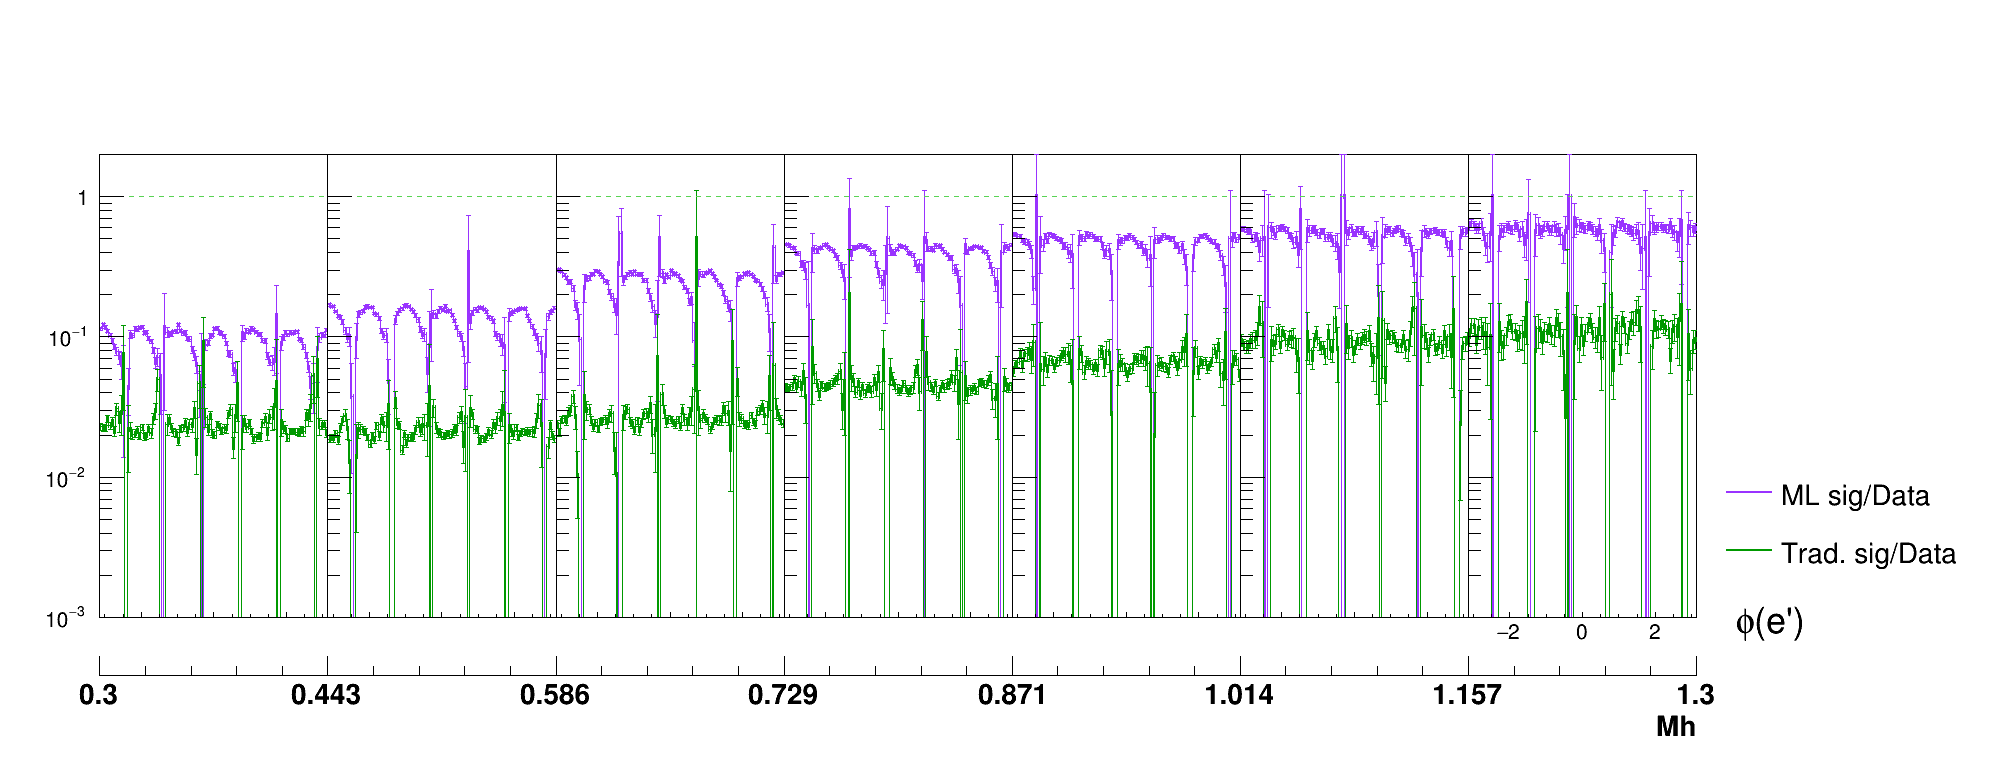 1
10⁻¹
10⁻²
10⁻³
ML sig/Data
Trad. sig/Data
−2 0 2
ϕ(e')
0.3 0.443 0.586 0.729 0.871 1.014 1.157 1.3
Mh